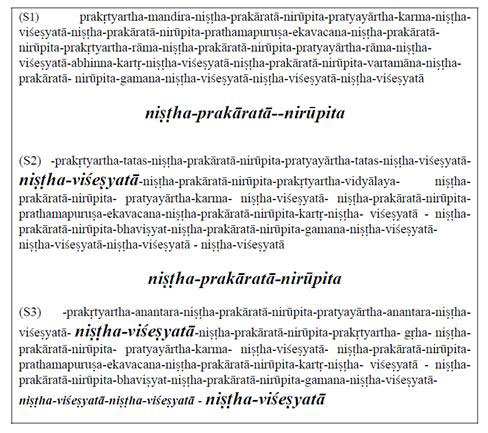 (S1) prakṛtyartha-mandira-niṣṭha-prakāratā-nirūpita-pratyayārtha-karma-niṣṭha-
viśeṣyatā-niṣṭha-prakāratā-nirūpita-prathamapuruṣa-ekavacana-niṣṭha-prakāratā-
nirūpita-prakṛtyartha-rāma-niṣṭha-prakāratā-nirūpita-pratyayārtha-rāma-niṣṭha-
viśeṣyatā-abhinna-kartṛ-niṣṭha-viśeṣyatā-niṣṭha-prakāratā-nirūpita-vartamāna-niṣṭha-
prakāratā- nirūpita-gamana-niṣṭha-viśeṣyatā-niṣṭha-viśeṣyatā-niṣṭha-viśeṣyatā
niṣṭha-prakāratā--nirūpita
(S2) -prakṛtyartha-tatas-niṣṭha-prakāratā-nirūpita-pratyayārtha-tatas-niṣṭha-viśeṣyatā-
niṣṭha-viśeṣyatā-niṣṭha-prakāratā-nirūpita-prakṛtyartha-vidyālaya- niṣṭha-
prakāratā-nirūpita- pratyayārtha-karma- niṣṭha-viśeṣyatā- niṣṭha-prakāratā-nirūpita-
prathamapuruṣa-ekavacana-niṣṭha-prakāratā-nirūpita-kartṛ-niṣṭha- viśeṣyatā - niṣṭha-
prakāratā-nirūpita-bhaviṣyat-niṣṭha-prakāratā-nirūpita-gamana-niṣṭha-viśeṣyatā-
niṣṭha-viśeṣyatā-niṣṭha-viśeṣyatā - niṣṭha-viśeṣyatā
niṣṭha-prakāratā-nirūpita
(S3) -prakṛtyartha-anantara-niṣṭha-prakāratā-nirūpita-pratyayārtha-anantara-niṣṭha-
viśeṣyatā- niṣṭha-viśeṣyatā-niṣṭha-prakāratā-nirūpita-prakṛtyartha- gṛha- niṣṭha-
prakāratā-nirūpita- pratyayārtha-karma- niṣṭha-viśeṣyatā- niṣṭha-prakāratā-nirūpita-
prathamapuruṣa-ekavacana-niṣṭha-prakāratā-nirūpita-kartṛ-niṣṭha- viśeṣyatā - niṣṭha-
prakāratā-nirūpita-bhaviṣyat-niṣṭha-prakāratā-nirūpita-gamana-niṣṭha-viśeṣyatā-
niṣṭha-viśeṣyatā-niṣṭha-viśeṣyatā - niṣṭha-viśeṣyatā